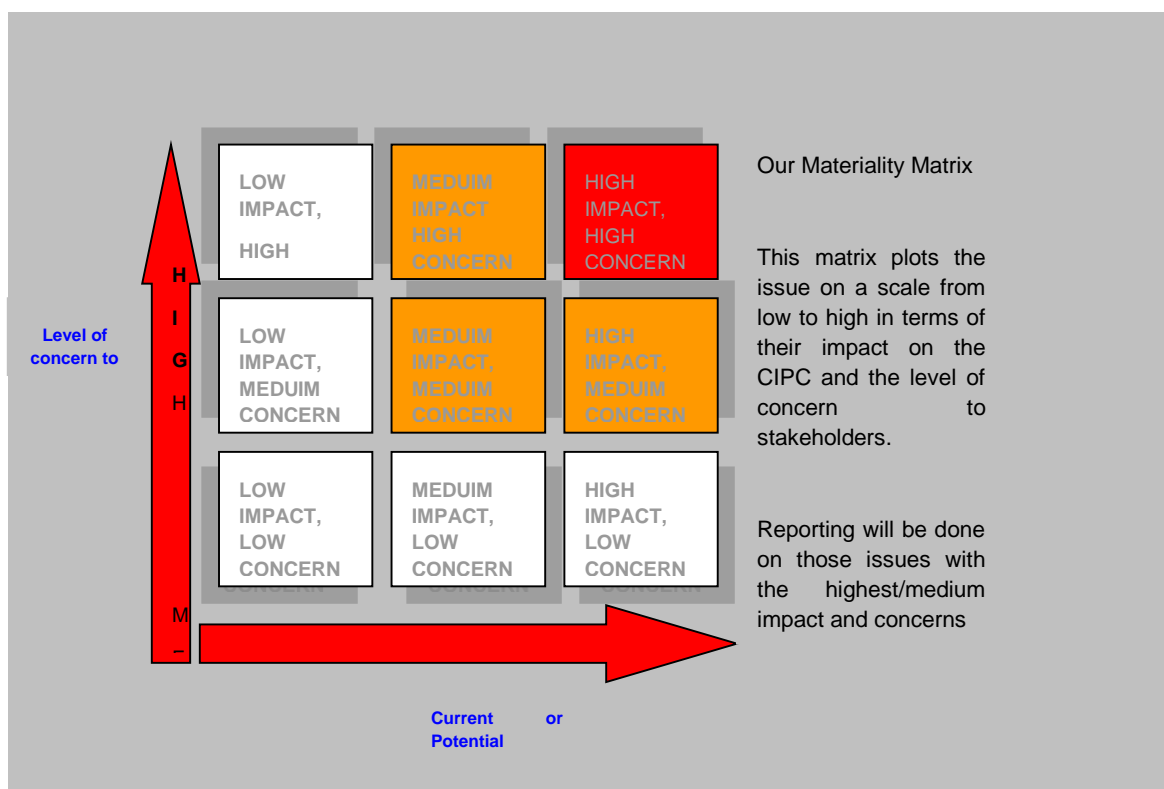 LOW
IMPACT,
HIGH
MEDUIM
IMPACT
HIGH
CONCERN
HIGH
IMPACT,
HIGH
CONCERN
Our Materiality Matrix
This matrix plots the
issue on a scale from
low to high in terms of
their impact on the
CIPC and the level of
concern to
stakeholders.
Reporting will be done
on those issues with
the highest/medium
impact and concerns
Level of
concern to
H
I
G
H
M
LOW
IMPACT,
MEDUIM
CONCERN
MEDUIM
IMPACT,
MEDUIM
CONCERN
HIGH
IMPACT,
MEDUIM
CONCERN
LOW
IMPACT,
LOW
CONCERN
MEDUIM
IMPACT,
LOW
CONCERN
HIGH
IMPACT,
LOW
CONCERN
Current or
Potential